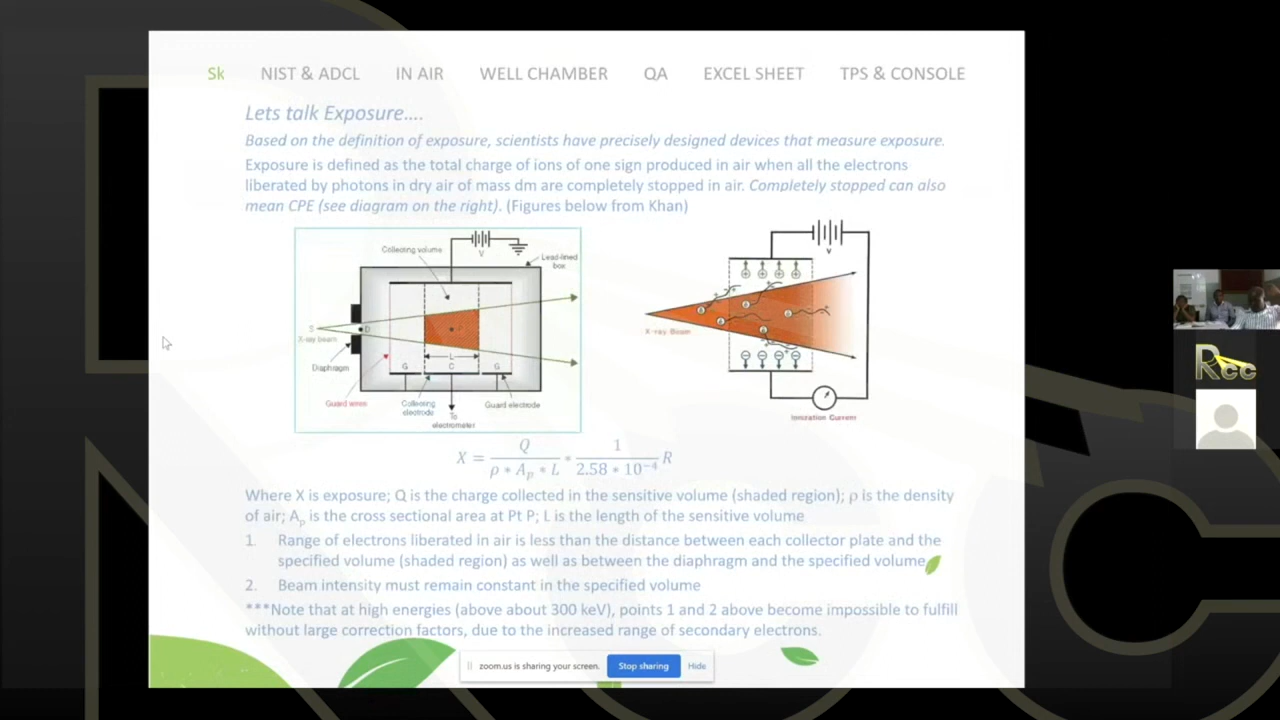 Sk NIST & ADCL IN AIR WELL CHAMBER QA EXCEL SHEET TPS & CONSOLE
Lets talk Exposure....
Based on the definition of exposure, scientists have precisely designed devices that measure exposure.
Exposure is defined as the total charge of ions of one sign produced in air when all the electrons
liberated by photons in dry air of mass dm are completely stopped in air. Completely stopped can also
mean CPE (see diagram on the right). (Figures below from Khan)
Collecting volume
V
Lead-lined
box
S
D
P
X-ray beam
L
Diaphragm
G C G
Guard wires
Collecting
electrode
Guard electrode
To
electrometer
V
X-ray Beam
Ionization Current
X = Q / ρ * Aₚ * L * 1 / 2.58 * 10⁻⁴ R
Where X is exposure; Q is the charge collected in the sensitive volume (shaded region); ρ is the density
of air; Aₚ is the cross sectional area at Pt P; L is the length of the sensitive volume
1. Range of electrons liberated in air is less than the distance between each collector plate and the
specified volume (shaded region) as well as between the diaphragm and the specified volume
2. Beam intensity must remain constant in the specified volume
***Note that at high energies (above about 300 keV), points 1 and 2 above become impossible to fulfill
without large correction factors, due to the increased range of secondary electrons.
zoom.us is sharing your screen. Stop sharing Hide
Rcc